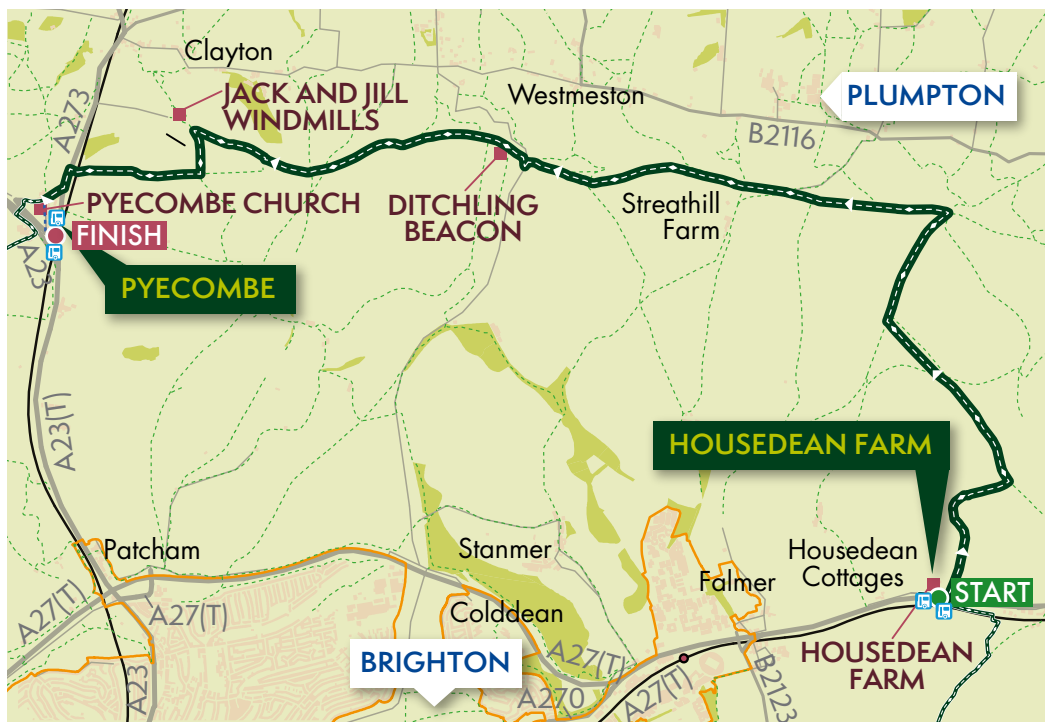 Clayton
A273
JACK AND JILL
WINDMILLS
Westmeston
PLUMPTON
B2116
PYECOMBE CHURCH
DITCHLING
BEACON
Streathill
Farm
FINISH
A23
PYECOMBE
A23(T)
HOUSEDEAN FARM
Patcham
Stanmer
Housedean
Cottages
Falmer
START
A27(T)
A27(T)
Colddean
BRIGHTON
A27(T)
HOUSEDEAN
FARM
A23
A270
A27(T)
B2123